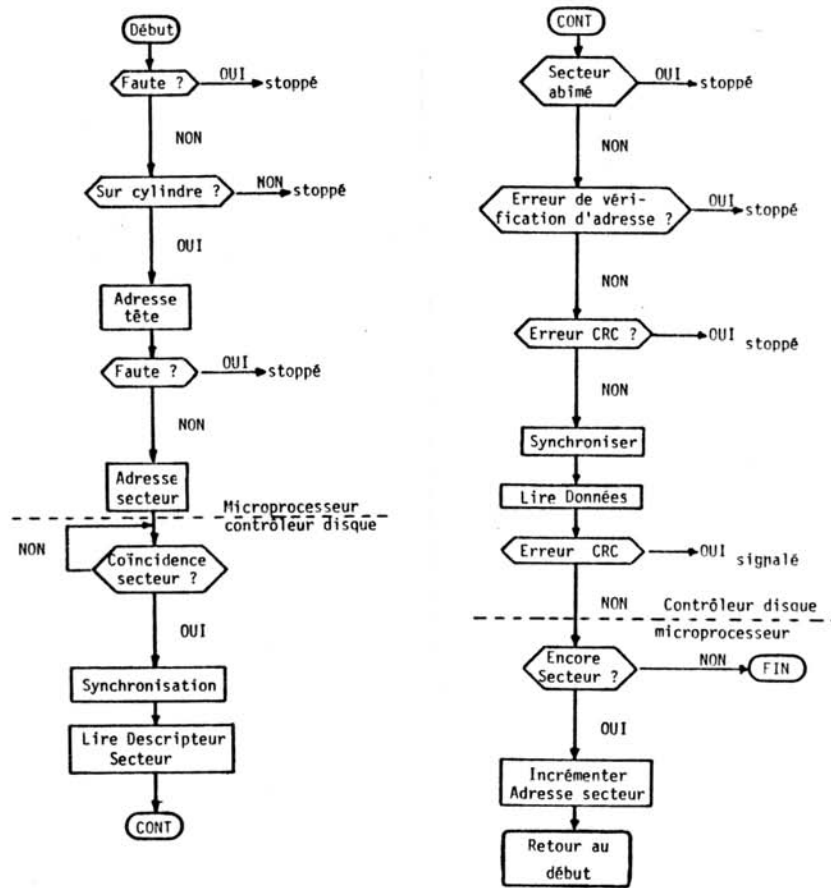 Début
Faute ?
OUI
stoppé
NON
Sur cylindre ?
NON
stoppé
OUI
Adresse
tête
Faute ?
OUI
stoppé
NON
Adresse
secteur
Microprocesseur
contrôleur disque
NON
Coïncidence
secteur ?
OUI
Synchronisation
Lire Descripteur
Secteur
CONT
CONT
Secteur
abimé
OUI
stoppé
NON
Erreur de véri-
fication d'adresse ?
OUI
stoppé
NON
Erreur CRC ?
OUI
stoppé
NON
Synchroniser
Lire Données
Erreur CRC
OUI
signalé
NON
Contrôleur disque
microprocesseur
Encore
Secteur ?
NON
FIN
OUI
Incrémenter
Adresse secteur
Retour au
début